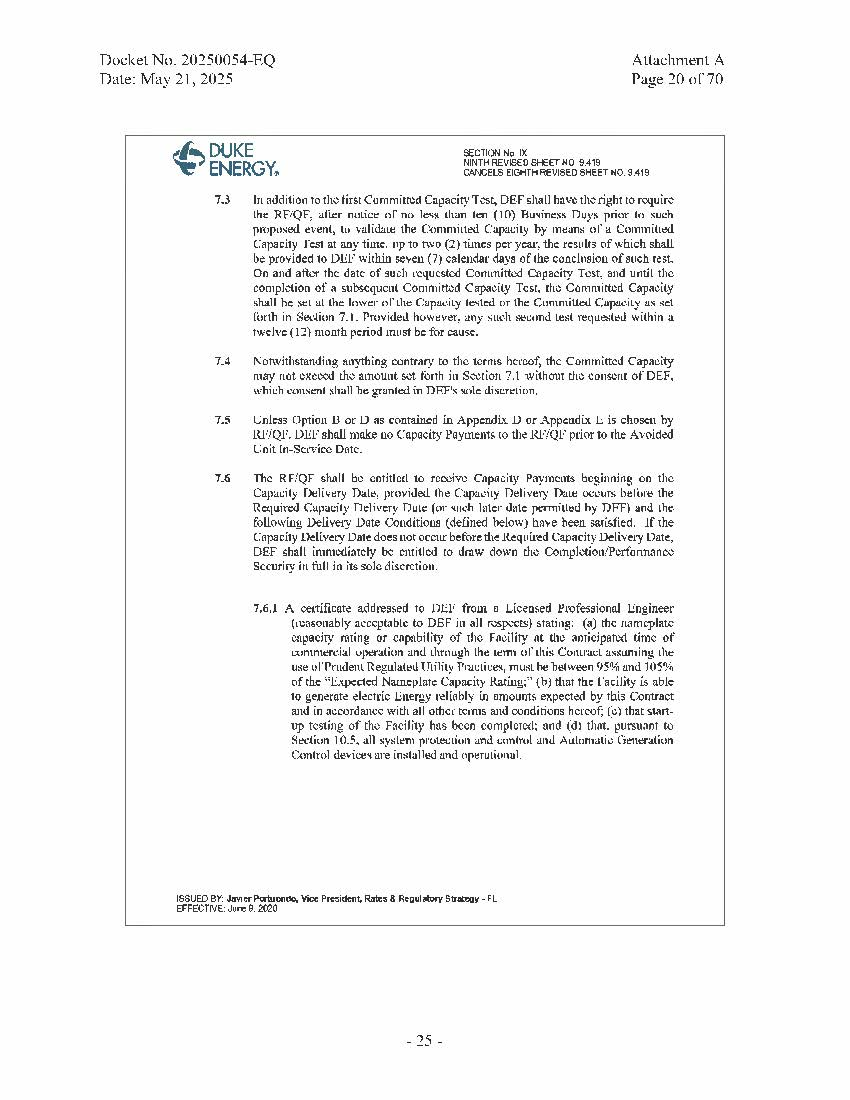 Docket No. 20250054-EQ
Date: May 21, 2025
Attachment A
Page 20 of 70
DUKE
ENERGY®
SECTION No. IX
NINTH REVISED SHEET NO. 9.419
CANCELS EIGHTH REVISED SHEET NO. 9.419
7.3 In addition to the first Committed Capacity Test, DEF shall have the right to require
the RF/QF, after notice of no less than ten (10) Business Days prior to such
proposed event, to validate the Committed Capacity by means of a Committed
Capacity Test at any time, up to two (2) times per year, the results of which shall
be provided to DEF within seven (7) calendar days of the conclusion of such test.
On and after the date of such requested Committed Capacity Test, and until the
completion of a subsequent Committed Capacity Test, the Committed Capacity
shall be set at the lower of the Capacity tested or the Committed Capacity as set
forth in Section 7.1. Provided however, any such second test requested within a
twelve (12) month period must be for cause.
7.4 Notwithstanding anything contrary to the terms hereof, the Committed Capacity
may not exceed the amount set forth in Section 7.1 without the consent of DEF,
which consent shall be granted in DEF's sole discretion.
7.5 Unless Option B or D as contained in Appendix D or Appendix E is chosen by
RF/QF, DEF shall make no Capacity Payments to the RF/QF prior to the Avoided
Unit In-Service Date.
7.6 The RF/QF shall be entitled to receive Capacity Payments beginning on the
Capacity Delivery Date, provided the Capacity Delivery Date occurs before the
Required Capacity Delivery Date (or such later date permitted by DEF) and the
following Delivery Date Conditions (defined below) have been satisfied. If the
Capacity Delivery Date does not occur before the Required Capacity Delivery Date,
DEF shall immediately be entitled to draw down the Completion/Performance
Security in full in its sole discretion.
7.6.1 A certificate addressed to DEF from a Licensed Professional Engineer
(reasonably acceptable to DEF in all respects) stating: (a) the nameplate
capacity rating or capability of the Facility at the anticipated time of
commercial operation and through the term of this Contract assuming the
use of Prudent Regulated Utility Practices, must be between 95% and 105%
of the “Expected Nameplate Capacity Rating;” (b) that the Facility is able
to generate electric Energy reliably in amounts expected by this Contract
and in accordance with all other terms and conditions hereof; (c) that start-
up testing of the Facility has been completed; and (d) that, pursuant to
Section 10.5, all system protection and control and Automatic Generation
Control devices are installed and operational.
ISSUED BY: Javier Portuondo, Vice President, Rates & Regulatory Strategy - FL
EFFECTIVE: June 9, 2020
- 25 -